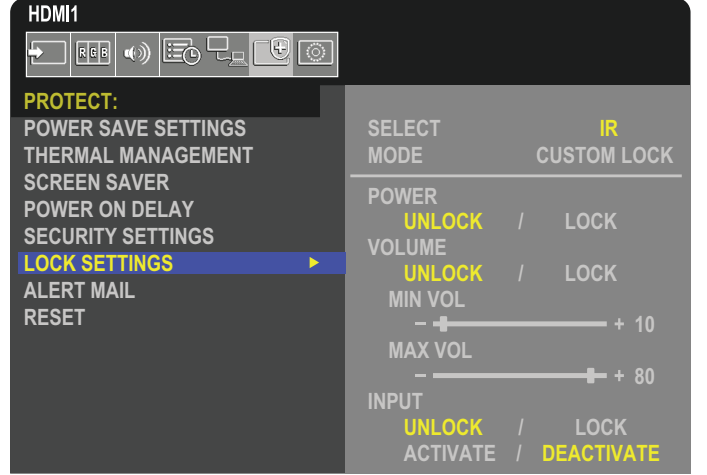 HDMI1
RGB
PROTECT:
POWER SAVE SETTINGS
THERMAL MANAGEMENT
SCREEN SAVER
POWER ON DELAY
SECURITY SETTINGS
LOCK SETTINGS
ALERT MAIL
RESET
SELECT IR
MODE CUSTOM LOCK
POWER
UNLOCK / LOCK
VOLUME
UNLOCK / LOCK
MIN VOL
– + 10
MAX VOL
– + 80
INPUT
UNLOCK / LOCK
ACTIVATE / DEACTIVATE